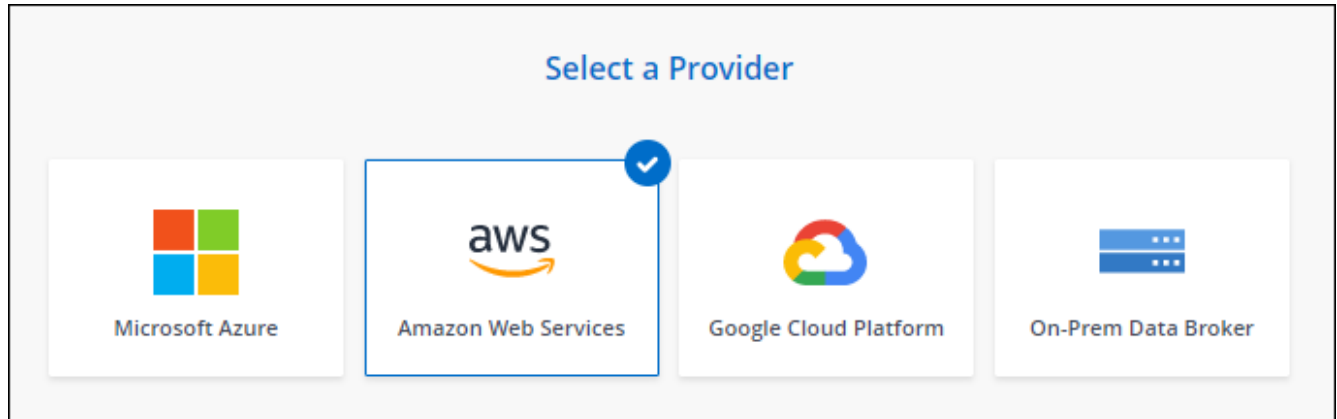 Select a Provider
aws
Microsoft Azure
Amazon Web Services
Google Cloud Platform
On-Prem Data Broker